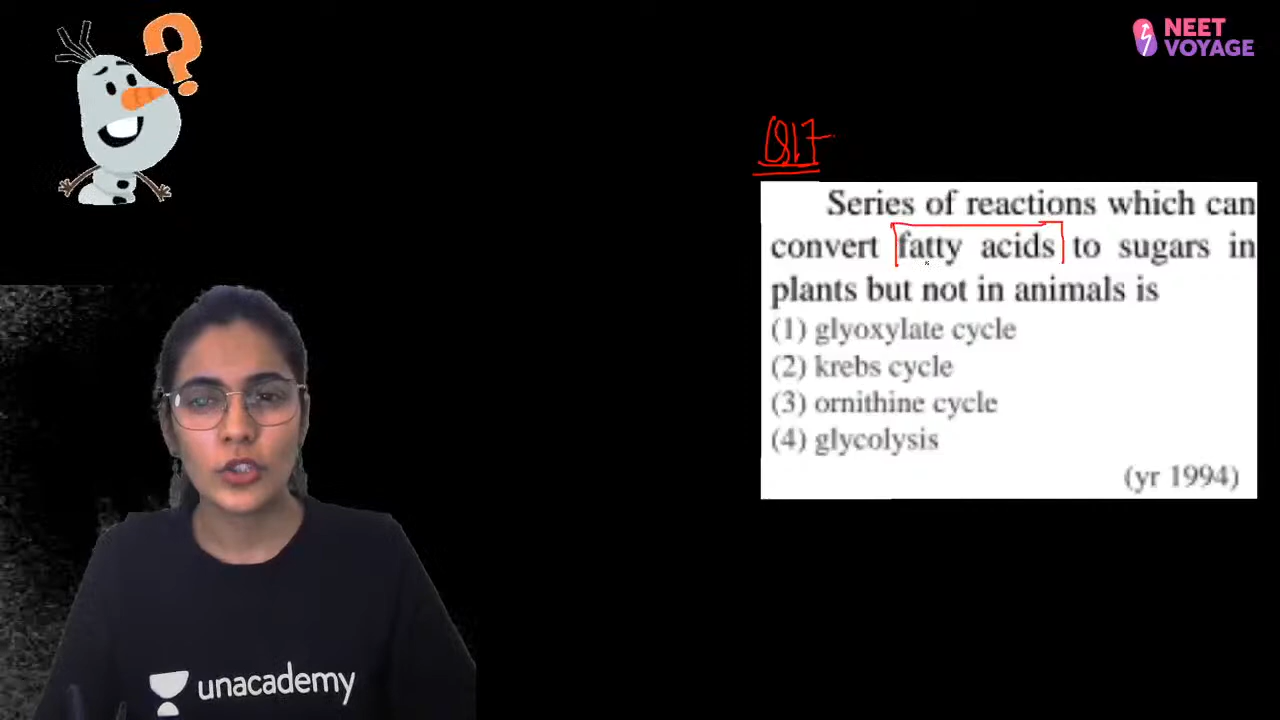 NEET
VOYAGE
Q17
Series of reactions which can
convert fatty acids to sugars in
plants but not in animals is
(1) glyoxylate cycle
(2) krebs cycle
(3) ornithine cycle
(4) glycolysis
(yr 1994)
unacademy
?